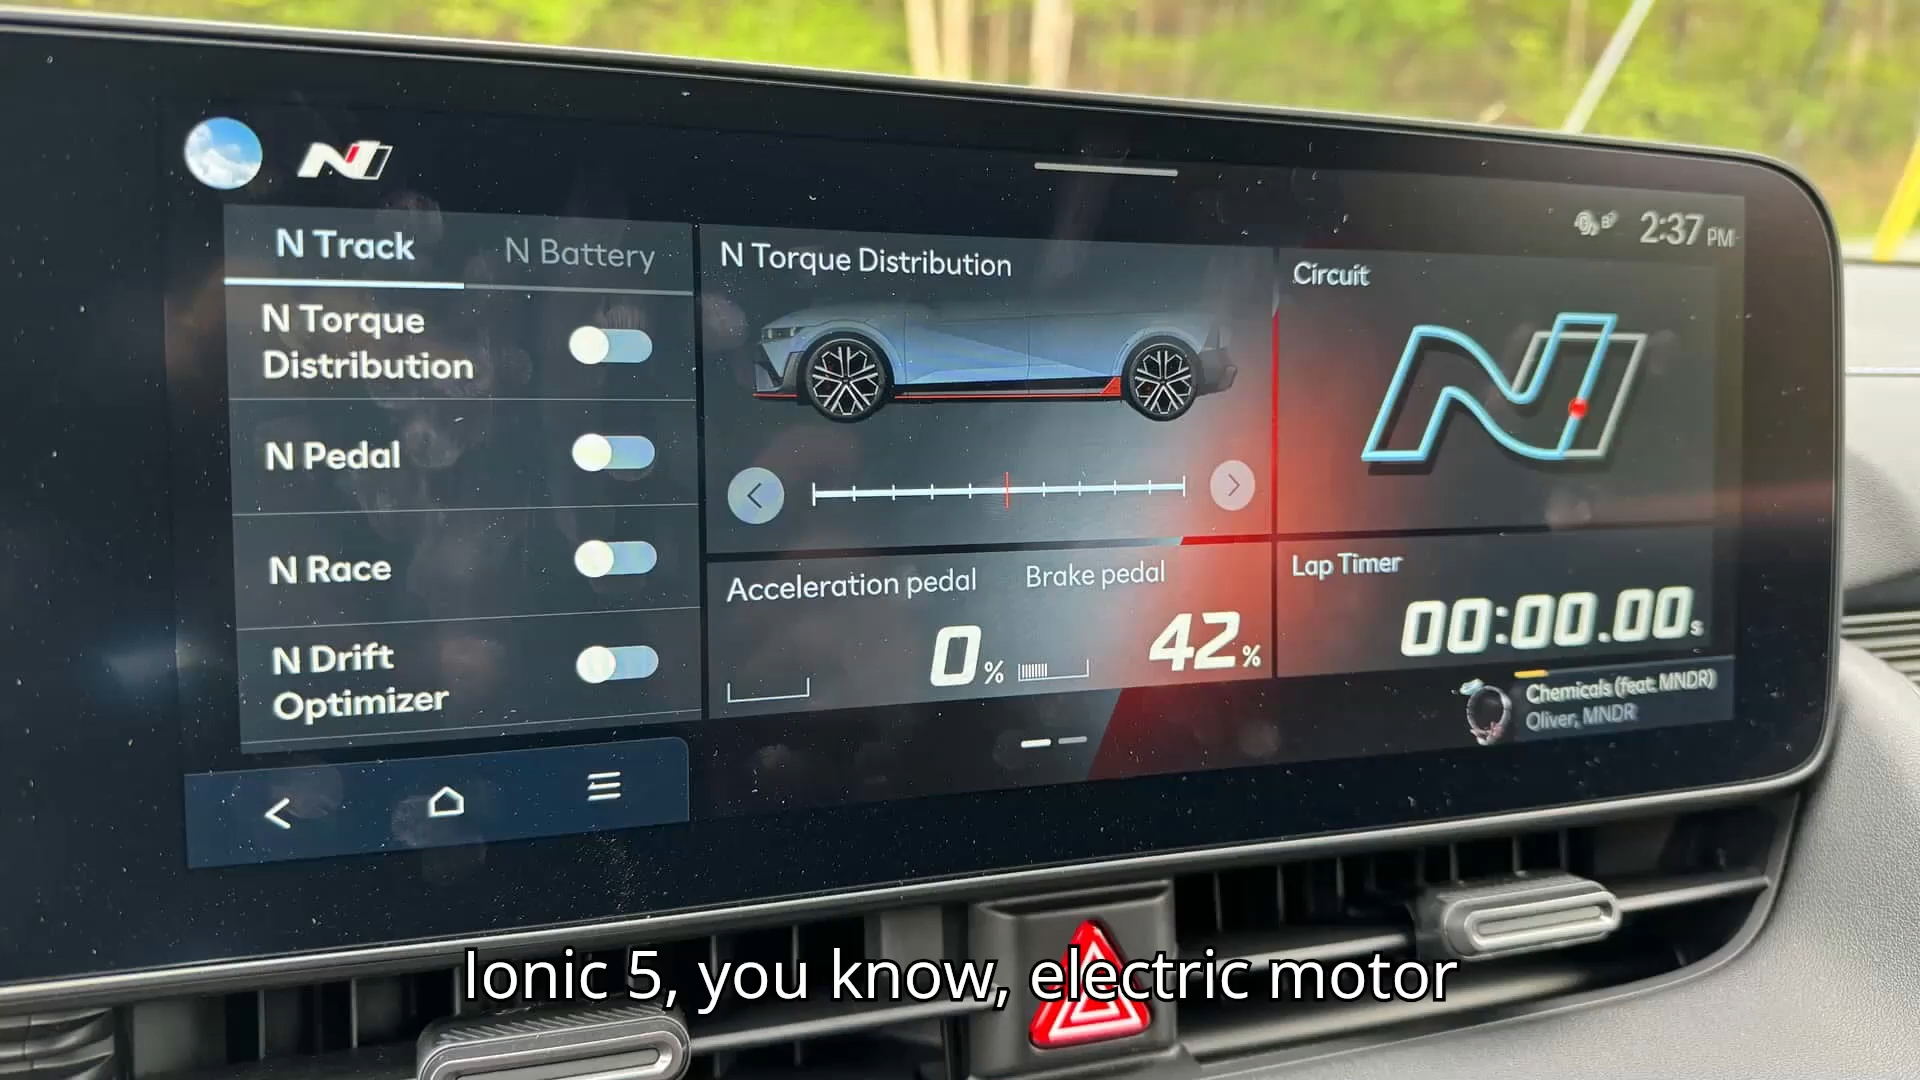 2:37 PM
N Track
N Battery
N Torque
Distribution
N Pedal
N Race
N Drift
Optimizer
N Torque Distribution
Acceleration pedal
0%
Brake pedal
42%
Circuit
Lap Timer
00:00.00s
Chemicals (feat. MNDR)
Oliver, MNDR
Ionic 5, you know, electric motor